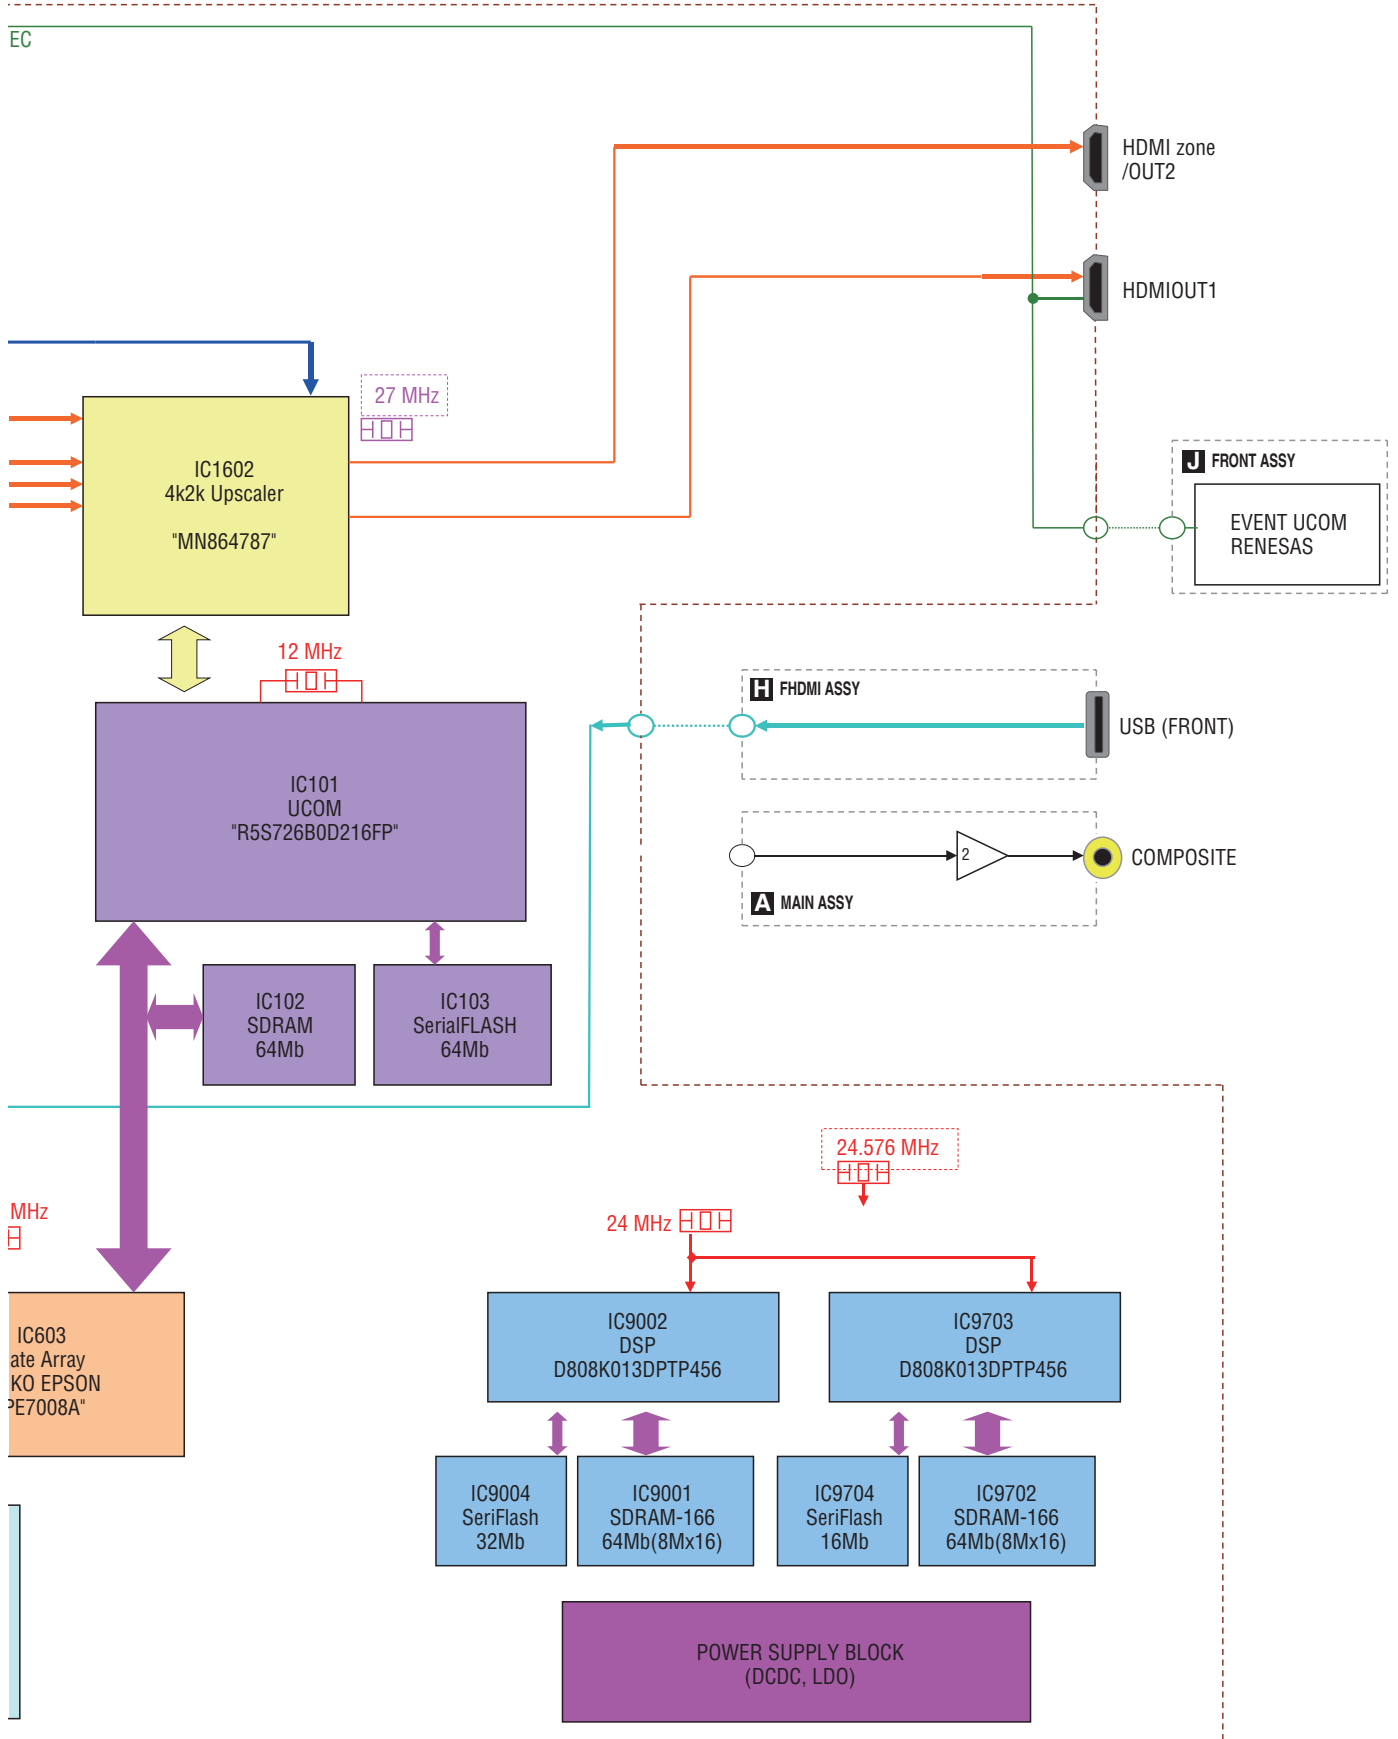 EC
HDMI zone
/OUT2
HDMIOUT1
27 MHz
IC1602
4k2k Upscaler
"MN864787"
J FRONT ASSY
EVENT UCOM
RENESAS
12 MHz
H FHDMI ASSY
USB (FRONT)
IC101
UCOM
"R5S726B0D216FP"
2
COMPOSITE
A MAIN ASSY
IC102
SDRAM
64Mb
IC103
SerialFLASH
64Mb
24.576 MHz
MHz
24 MHz
IC603
ate Array
KO EPSON
PE7008A"
IC9002
DSP
D808K013DPTP456
IC9703
DSP
D808K013DPTP456
IC9004
SeriFlash
32Mb
IC9001
SDRAM-166
64Mb(8Mx16)
IC9704
SeriFlash
16Mb
IC9702
SDRAM-166
64Mb(8Mx16)
POWER SUPPLY BLOCK
(DCDC, LDO)